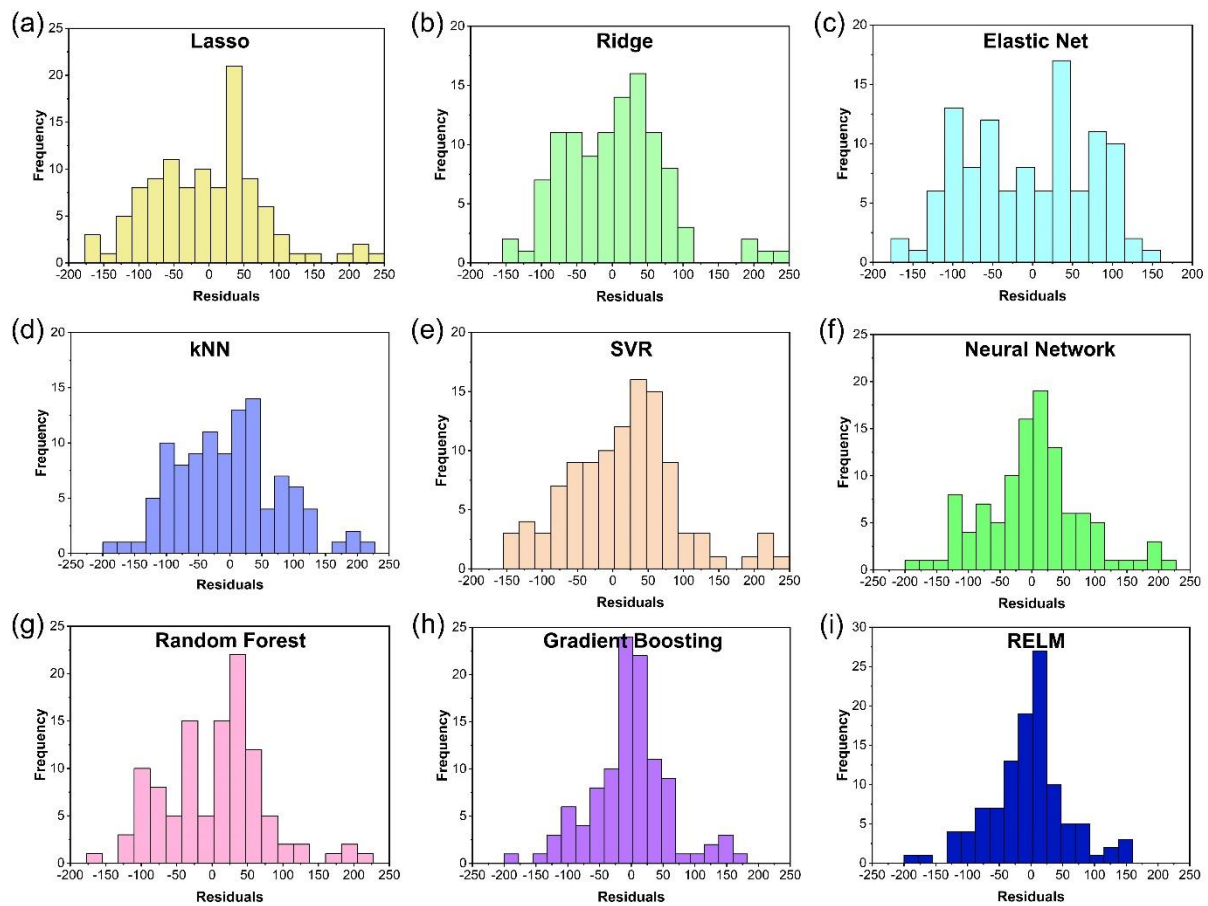 (a)
Lasso
25
20
15
10
5
0
Frequency
-200 -150 -100 -50 0 50 100 150 200 250
Residuals
(b)
Ridge
20
15
10
5
0
Frequency
-200 -150 -100 -50 0 50 100 150 200 250
Residuals
(c)
Elastic Net
20
15
10
5
0
Frequency
-200 -150 -100 -50 0 50 100 150 200
Residuals
(d)
kNN
20
15
10
5
0
Frequency
-250 -200 -150 -100 -50 0 50 100 150 200 250
Residuals
(e)
SVR
20
15
10
5
0
Frequency
-200 -150 -100 -50 0 50 100 150 200 250
Residuals
(f)
Neural Network
25
20
15
10
5
0
Frequency
-250 -200 -150 -100 -50 0 50 100 150 200 250
Residuals
(g)
Random Forest
25
20
15
10
5
0
Frequency
-200 -150 -100 -50 0 50 100 150 200 250
Residuals
(h)
Gradient Boosting
25
20
15
10
5
0
Frequency
-250 -200 -150 -100 -50 0 50 100 150 200 250
Residuals
(i)
RELM
30
25
20
15
10
5
0
Frequency
-250 -200 -150 -100 -50 0 50 100 150 200 250
Residuals